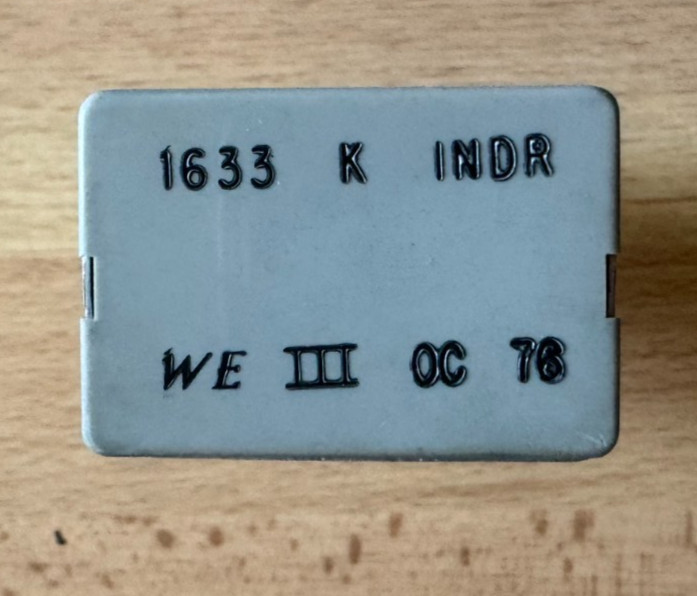 1633 K INDR
WE III OC 76